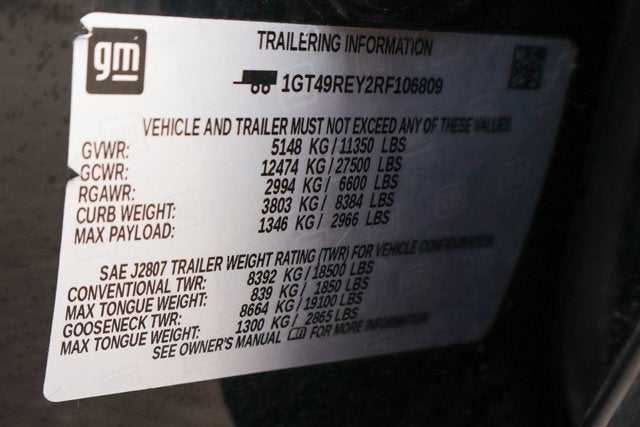 gm
TRAILERING INFORMATION
1GT49REY2RF106809
VEHICLE AND TRAILER MUST NOT EXCEED ANY OF THESE VALUES.
GVWR: 5148 KG/11350 LBS
GCWR: 12474 KG/27500 LBS
RGAWR: 2994 KG/ 6600 LBS
CURB WEIGHT: 3803 KG/ 8384 LBS
MAX PAYLOAD: 1346 KG/ 2966 LBS
SAE J2807 TRAILER WEIGHT RATING (TWR) FOR VEHICLE CONFIGURATION.
CONVENTIONAL TWR: 8392 KG/18500 LBS
MAX TONGUE WEIGHT: 839 KG/ 1850 LBS
GOOSENECK TWR: 8664 KG/19100 LBS
MAX TONGUE WEIGHT: 1300 KG/ 2865 LBS
SEE OWNER'S MANUAL FOR MORE INFORMATION